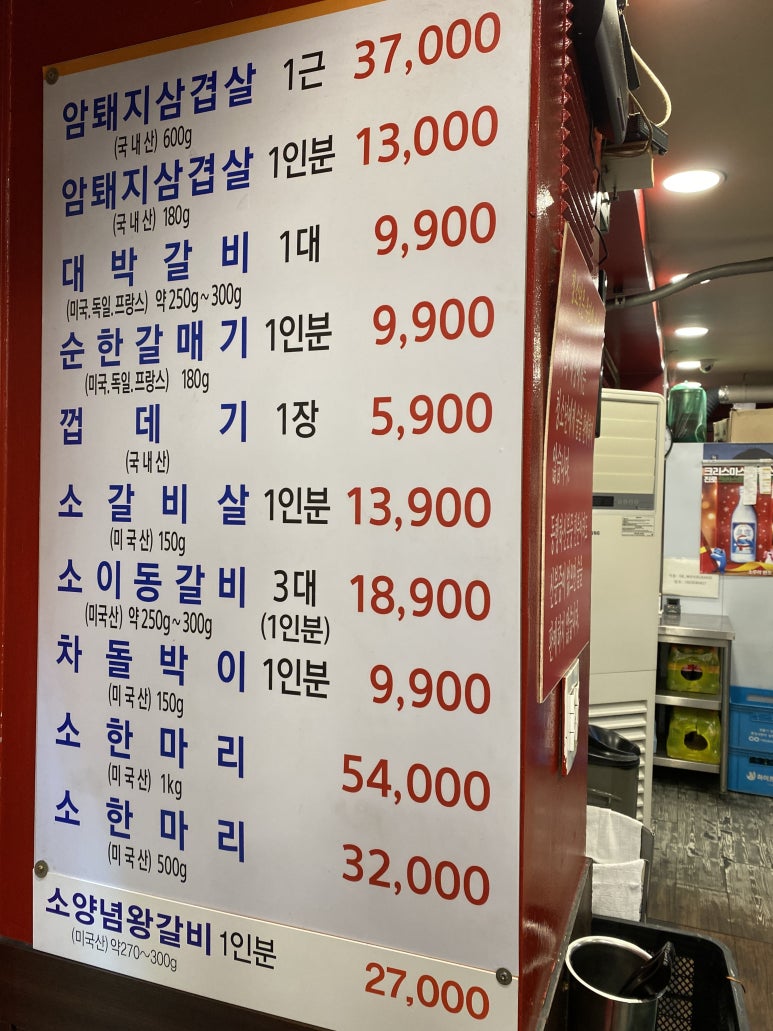 암퇘지삼겹살 1근 37,000
(국내산) 600g
암퇘지삼겹살 1인분 13,000
(국내산) 180g
대박갈비 1대 9,900
(미국.독일.프랑스) 약 250g~300g
순한갈매기 1인분 9,900
(미국.독일.프랑스) 180g
껍데기 1장 5,900
(국내산)
소갈비살 1인분 13,900
(미국산) 150g
소이동갈비 3대 18,900
(미국산) 약 250g~300g (1인분)
차돌박이 1인분 9,900
(미국산) 150g
소한마리 54,000
(미국산) 1kg
소한마리 32,000
(미국산) 500g
소양념왕갈비 1인분 27,000
(미국산) 약270~300g
크리스마스